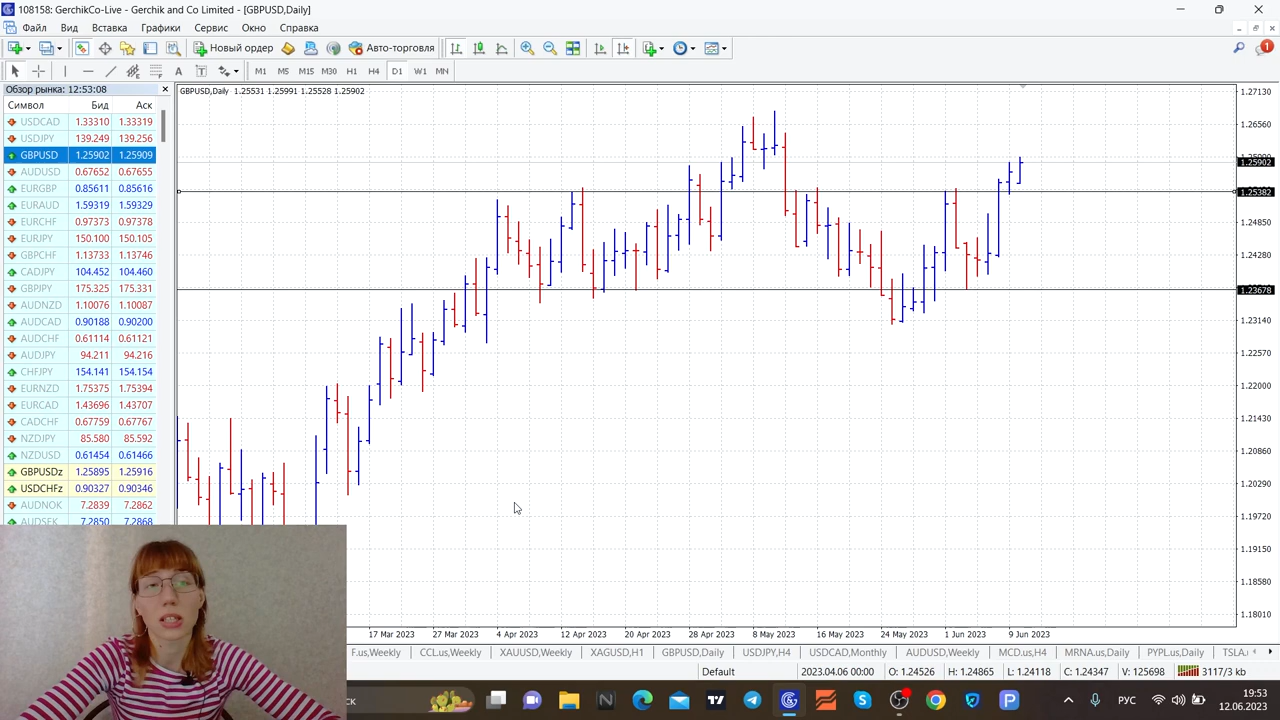 108158: GerchikCo-Live - Gerchik and Co Limited - [GBPUSD,Daily]
Файл Вид Вставка Графики Сервис Окно Справка
Новый ордер Авто-торговля 1
A T M1 M5 M15 M30 H1 H4 D1 W1 MN
Обзор рынка: 12:53:08
Символ Бид Аск
USDCAD 1.33310 1.33319
USDJPY 139.249 139.256
GBPUSD 1.25902 1.25909
AUDUSD 0.67652 0.67655
EURGBP 0.85611 0.85616
EURAUD 1.59319 1.59329
EURCHF 0.97373 0.97378
EURJPY 150.100 150.105
GBPCHF 1.13733 1.13746
CADJPY 104.452 104.460
GBPJPY 175.325 175.331
AUDNZD 1.10076 1.10087
AUDCAD 0.90188 0.90200
AUDCHF 0.61114 0.61121
AUDJPY 94.211 94.216
CHFJPY 154.141 154.154
EURNZD 1.75375 1.75394
EURCAD 1.43696 1.43707
CADCHF 0.67759 0.67767
NZDJPY 85.580 85.592
NZDUSD 0.61454 0.61466
GBPUSDz 1.25895 1.25916
USDCHFz 0.90327 0.90346
AUDNOK 7.2839 7.2862
AUDSEK 7.2850 7.2868
GBPUSD,Daily 1.25531 1.25991 1.25528 1.25902
1.27130
1.26560
1.25902
1.25382
1.24850
1.24280
1.23678
1.23140
1.22570
1.22000
1.21430
1.20860
1.20290
1.19720
1.19150
1.18580
1.18010
17 Mar 2023 27 Mar 2023 4 Apr 2023 12 Apr 2023 20 Apr 2023 28 Apr 2023 8 May 2023 16 May 2023 24 May 2023 1 Jun 2023 9 Jun 2023
F.us,Weekly CCL.us,Weekly XAUUSD,Weekly XAGUSD,H1 GBPUSD,Daily USDJPY,H4 USDCAD,Monthly AUDUSD,Weekly MCD.us,H4 MRNA.us,Daily PYPL.us,Daily TSLA.
Default 2023.04.06 00:00 O: 1.24526 H: 1.24865 L: 1.24118 C: 1.24347 V: 125698 3117/3 kb
РУС 19:53
12.06.2023